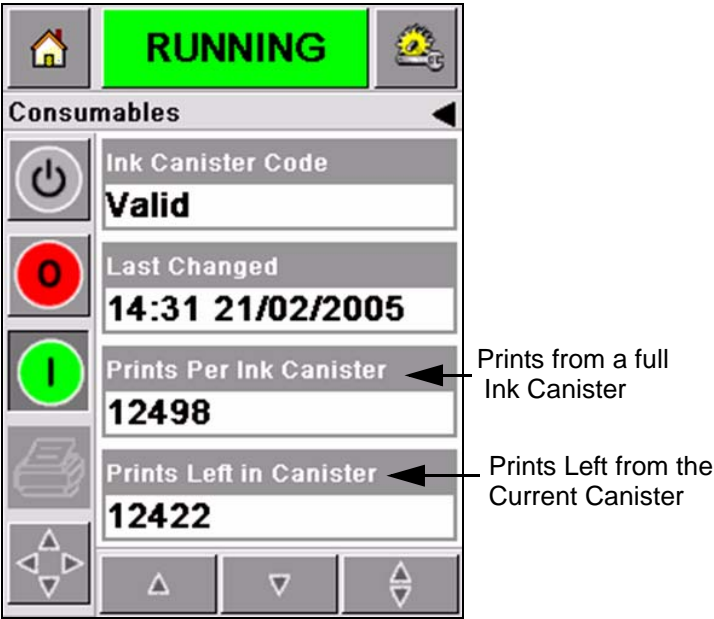 RUNNING
Consumables
Ink Canister Code
Valid
Last Changed
14:31 21/02/2005
Prints Per Ink Canister
12498
Prints Left in Canister
12422
O
I
Prints from a full
Ink Canister
Prints Left from the
Current Canister